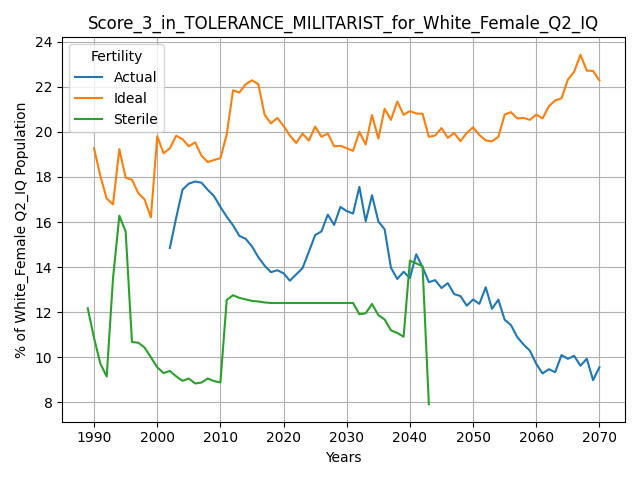 Score_3_in_TOLERANCE_MILITARIST_for_White_Female_Q2_IQ
Fertility
Actual
Ideal
Sterile
% of White_Female Q2_IQ Population
24
22
20
18
16
14
12
10
8
1990 2000 2010 2020 2030 2040 2050 2060 2070
Years